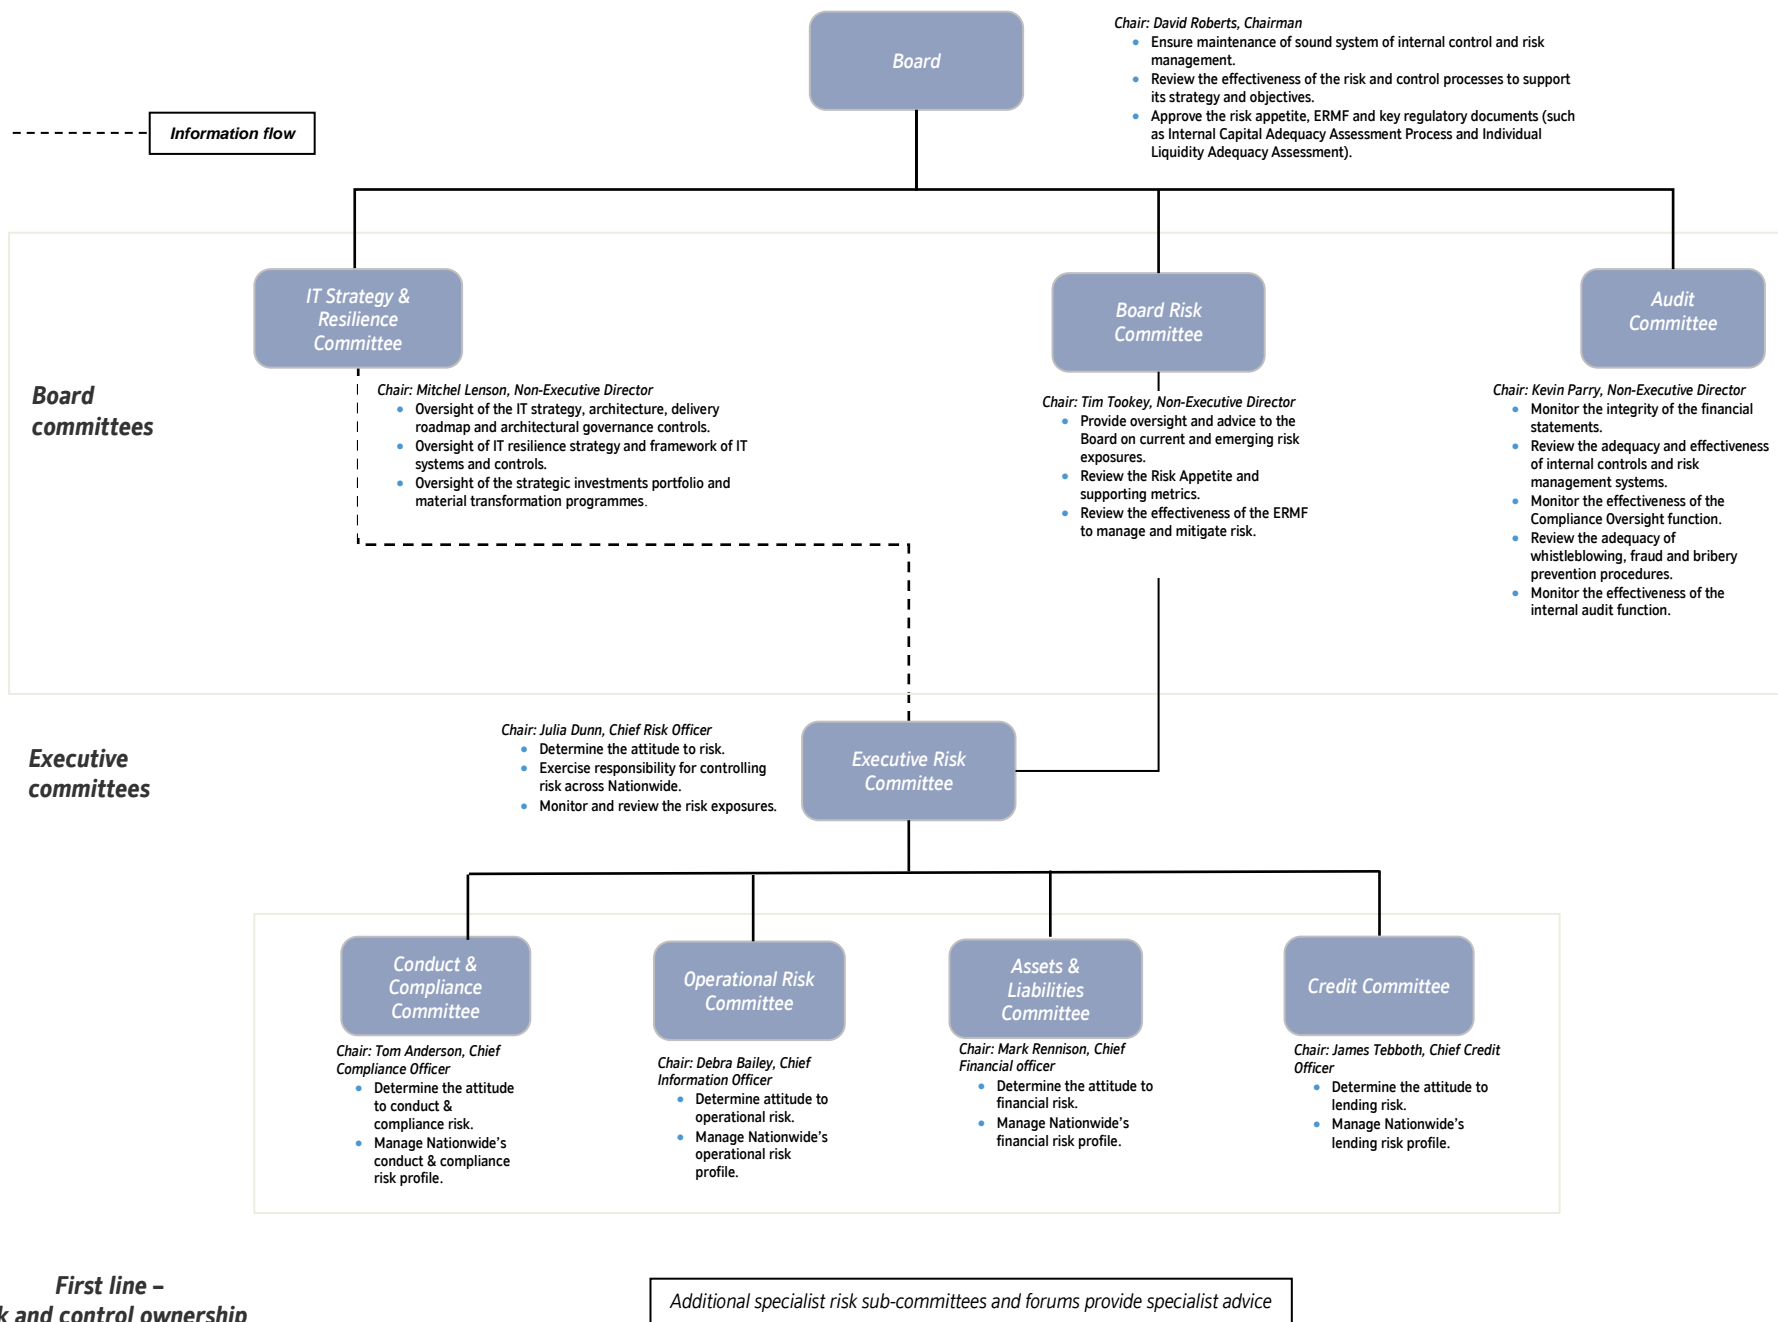 Board
Chair: David Roberts, Chairman
• Ensure maintenance of sound system of internal control and risk
management.
• Review the effectiveness of the risk and control processes to support
its strategy and objectives.
• Approve the risk appetite, ERMF and key regulatory documents (such
as Internal Capital Adequacy Assessment Process and Individual
Liquidity Adequacy Assessment).
Information flow
Board
committees
IT Strategy &
Resilience
Committee
Chair: Mitchel Lenson, Non-Executive Director
• Oversight of the IT strategy, architecture, delivery
roadmap and architectural governance controls.
• Oversight of IT resilience strategy and framework of IT
systems and controls.
• Oversight of the strategic investments portfolio and
material transformation programmes.
Board Risk
Committee
Chair: Tim Tookey, Non-Executive Director
• Provide oversight and advice to the
Board on current and emerging risk
exposures.
• Review the Risk Appetite and
supporting metrics.
• Review the effectiveness of the ERMF
to manage and mitigate risk.
Audit
Committee
Chair: Kevin Parry, Non-Executive Director
• Monitor the integrity of the financial
statements.
• Review the adequacy and effectiveness
of internal controls and risk
management systems.
• Monitor the effectiveness of the
Compliance Oversight function.
• Review the adequacy of
whistleblowing, fraud and bribery
prevention procedures.
• Monitor the effectiveness of the
internal audit function.
Executive
committees
Chair: Julia Dunn, Chief Risk Officer
• Determine the attitude to risk.
• Exercise responsibility for controlling
risk across Nationwide.
• Monitor and review the risk exposures.
Executive Risk
Committee
Conduct &
Compliance
Committee
Chair: Tom Anderson, Chief
Compliance Officer
• Determine the attitude
to conduct &
compliance risk.
• Manage Nationwide's
conduct & compliance
risk profile.
Operational Risk
Committee
Chair: Debra Bailey, Chief
Information Officer
• Determine attitude to
operational risk.
• Manage Nationwide's
operational risk
profile.
Assets &
Liabilities
Committee
Chair: Mark Rennison, Chief
Financial officer
• Determine the attitude to
financial risk.
• Manage Nationwide's
financial risk profile.
Credit Committee
Chair: James Tebboth, Chief Credit
Officer
• Determine the attitude to
lending risk.
• Manage Nationwide's
lending risk profile.
First line –
and control ownership
Additional specialist risk sub-committees and forums provide specialist advice